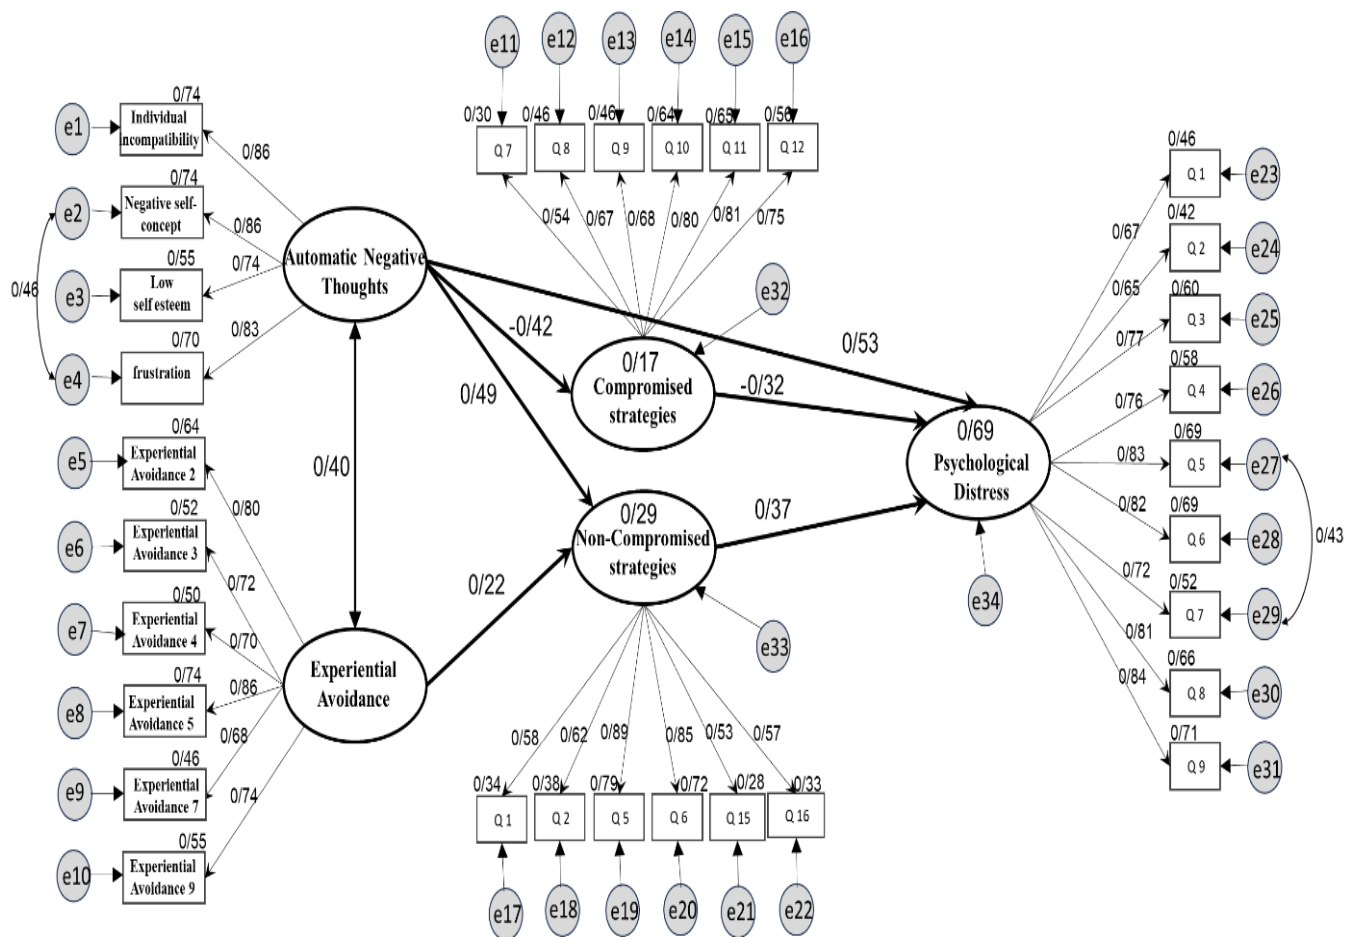 e11
e12
e13
e14
e15
e16
0/30
0/46
0/46
0/64
0/65
0/56
Q 7
Q 8
Q 9
Q 10
Q 11
Q 12
0/54
0/67
0/68
0/80
0/81
0/75
e1
0/74
Individual
incompatibility
0/86
e2
0/74
Negative self-
concept
0/86
e3
0/55
Low
self esteem
0/74
0/46
e4
0/70
frustration
0/83
Automatic Negative
Thoughts
e5
0/64
Experiential
Avoidance 2
0/80
e6
0/52
Experiential
Avoidance 3
0/72
e7
0/50
Experiential
Avoidance 4
0/70
e8
0/74
Experiential
Avoidance 5
0/86
e9
0/46
Experiential
Avoidance 7
0/68
e10
0/55
Experiential
Avoidance 9
0/74
0/40
Experiential
Avoidance
-0/42
0/49
0/22
e32
0/17
Compromised
strategies
0/53
-0/32
0/29
Non-Compromised
strategies
0/37
e33
0/58
0/62
0/89
0/85
0/53
0/57
0/34
0/38
0/79
0/72
0/28
0/33
Q 1
Q 2
Q 5
Q 6
Q 15
Q 16
e17
e18
e19
e20
e21
e22
0/69
Psychological
Distress
e34
0/67
0/46
Q 1
e23
0/65
0/42
Q 2
e24
0/77
0/60
Q 3
e25
0/76
0/58
Q 4
e26
0/83
0/69
Q 5
e27
0/82
0/69
Q 6
e28
0/43
0/72
0/52
Q 7
e29
0/81
0/66
Q 8
e30
0/84
0/71
Q 9
e31